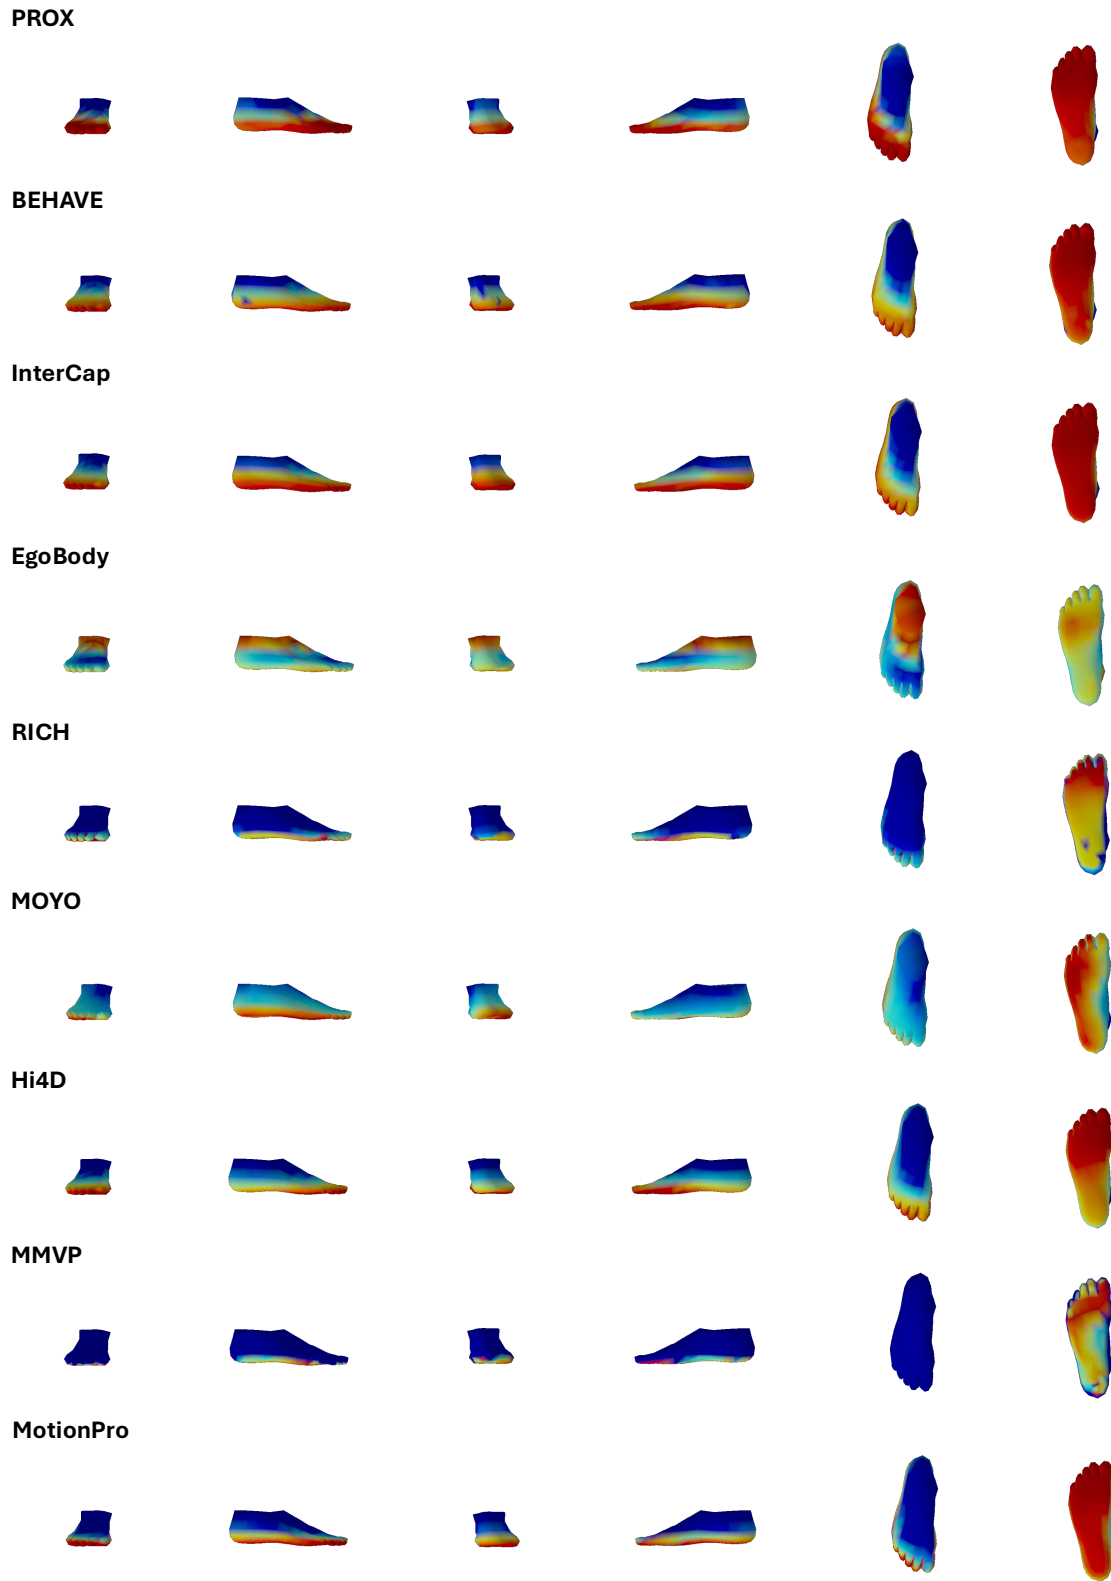 PROX
BEHAVE
InterCap
EgoBody
RICH
MOYO
Hi4D
MMVP
MotionPro